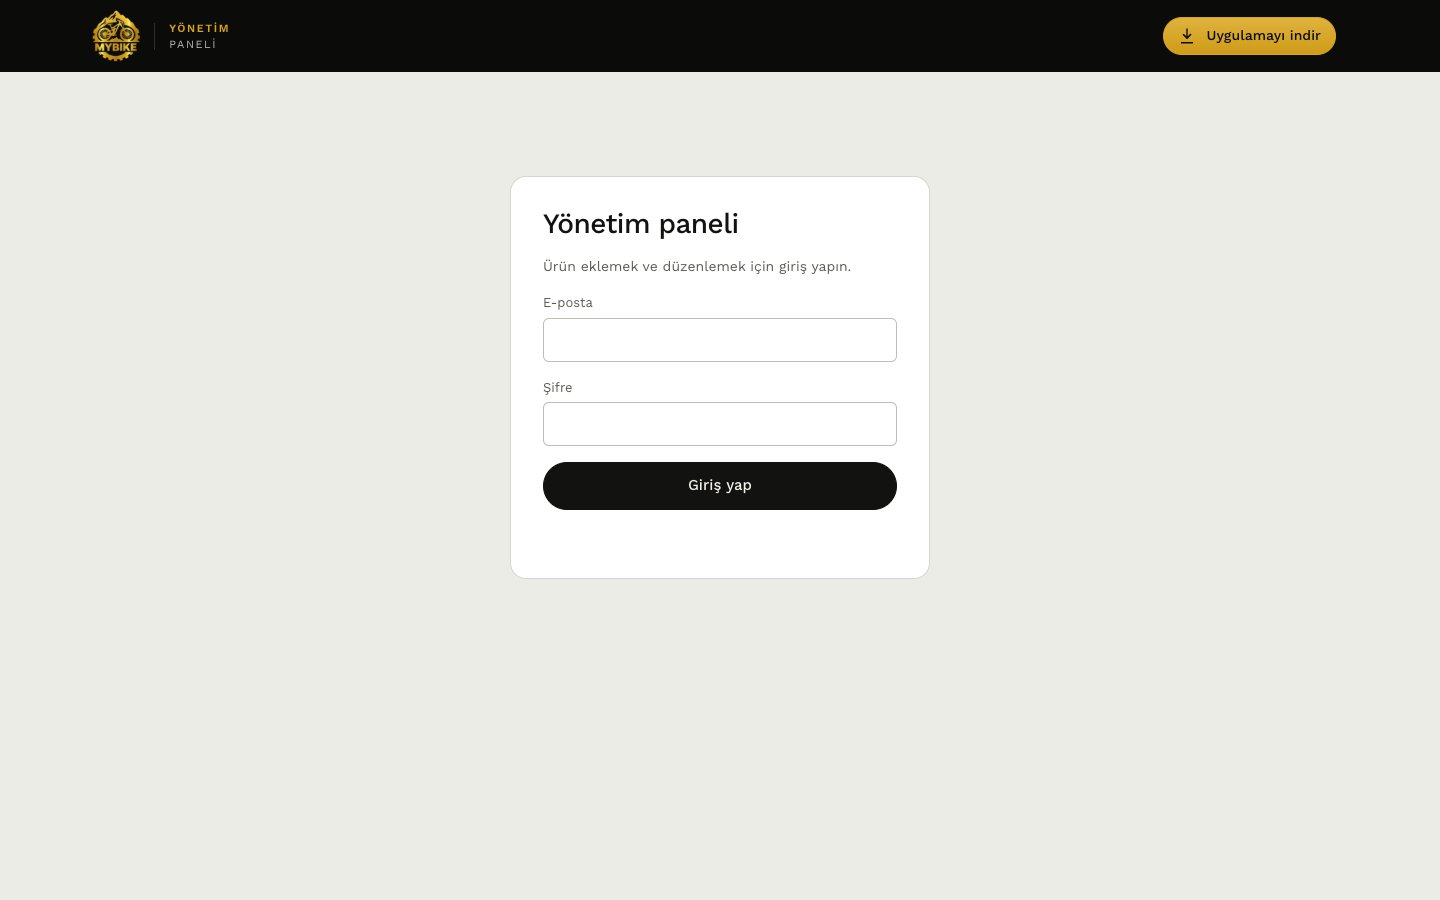 MYBIKE
YÖNETİM
PANELİ
Uygulamayı indir
Yönetim paneli
Ürün eklemek ve düzenlemek için giriş yapın.
E-posta
Şifre
Giriş yap